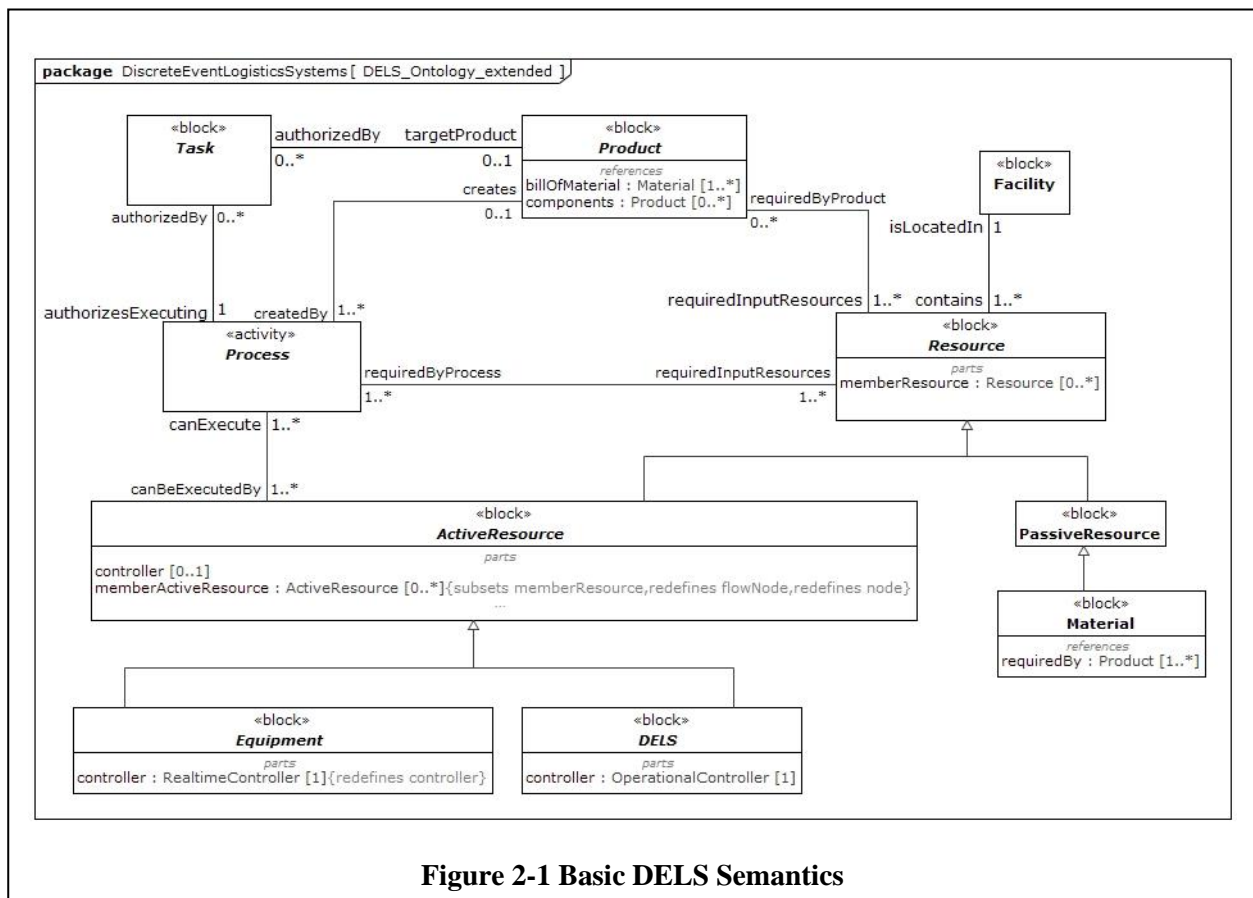 package DiscreteEventLogisticsSystems [ DELS_Ontology_extended ]
«block»
Task
authorizedBy
0..*
targetProduct
0..1
«block»
Product
references
billOfMaterial : Material [1..*]
components : Product [0..*]
creates
0..1
requiredByProduct
0..*
«block»
Facility
isLocatedIn 1
authorizedBy 0..*
authorizesExecuting 1
createdBy 1..*
requiredInputResources 1..*
contains 1..*
«activity»
Process
«block»
Resource
parts
memberResource : Resource [0..*]
requiredByProcess
1..*
requiredInputResources
1..*
canExecute 1..*
canBeExecutedBy 1..*
«block»
ActiveResource
parts
controller [0..1]
memberActiveResource : ActiveResource [0..*]{subsets memberResource,redefines flowNode,redefines node}
...
«block»
PassiveResource
«block»
Material
references
requiredBy : Product [1..*]
«block»
Equipment
parts
controller : RealtimeController [1]{redefines controller}
«block»
DELS
parts
controller : OperationalController [1]
Figure 2-1 Basic DELS Semantics